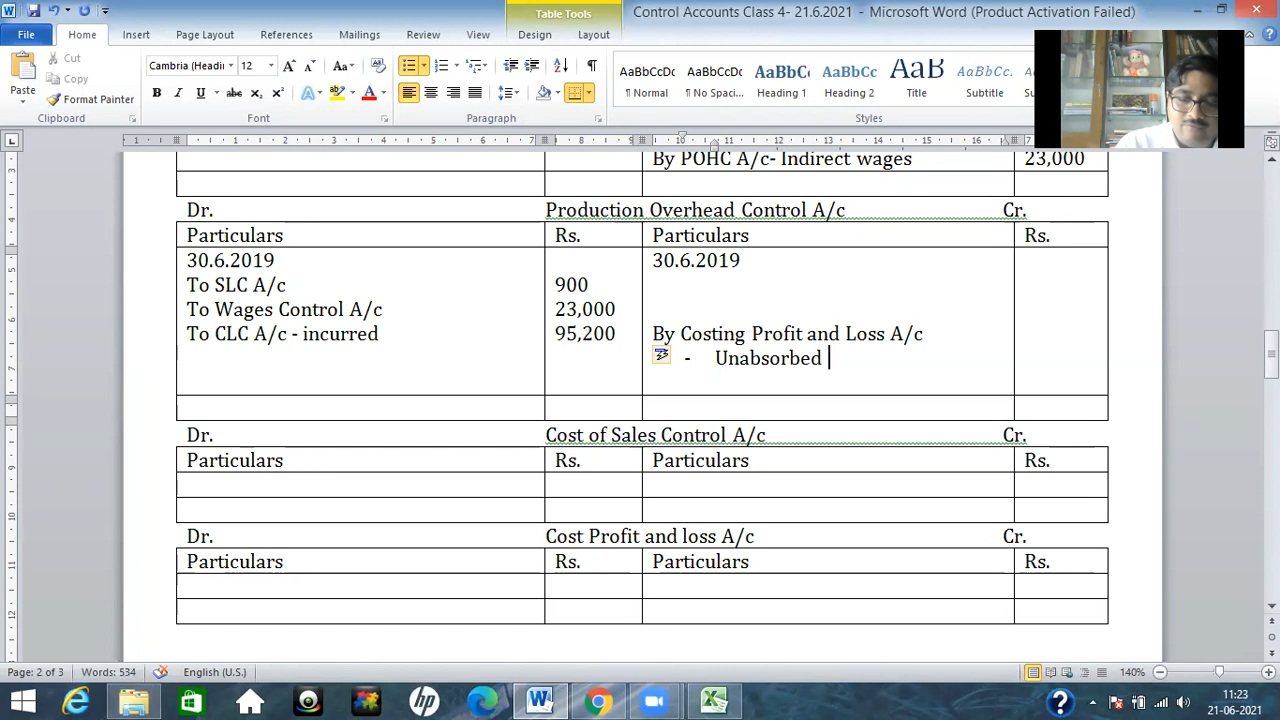 Table Tools
Control Accounts Class 4- 21.6.2021 - Microsoft Word (Product Activation Failed)
File Home Insert Page Layout References Mailings Review View Design Layout
Paste
Cut
Copy
Format Painter
Clipboard
Cambria (Headin 12
Font
Paragraph
AaBbCcDc AaBbCcDc AaBbCc AaBbCc AaB AaBbCcL
¶ Normal ¶ No Spaci... Heading 1 Heading 2 Title Subtitle
Styles
By POHC A/c- Indirect wages 23,000
Dr. Production Overhead Control A/c Cr.
Particulars Rs. Particulars Rs.
30.6.2019 30.6.2019
To SLC A/c 900
To Wages Control A/c 23,000
To CLC A/c - incurred 95,200 By Costing Profit and Loss A/c
- Unabsorbed
Dr. Cost of Sales Control A/c Cr.
Particulars Rs. Particulars Rs.
Dr. Cost Profit and loss A/c Cr.
Particulars Rs. Particulars Rs.
Page: 2 of 3 Words: 534 English (U.S.) 140%
11:23
21-06-2021